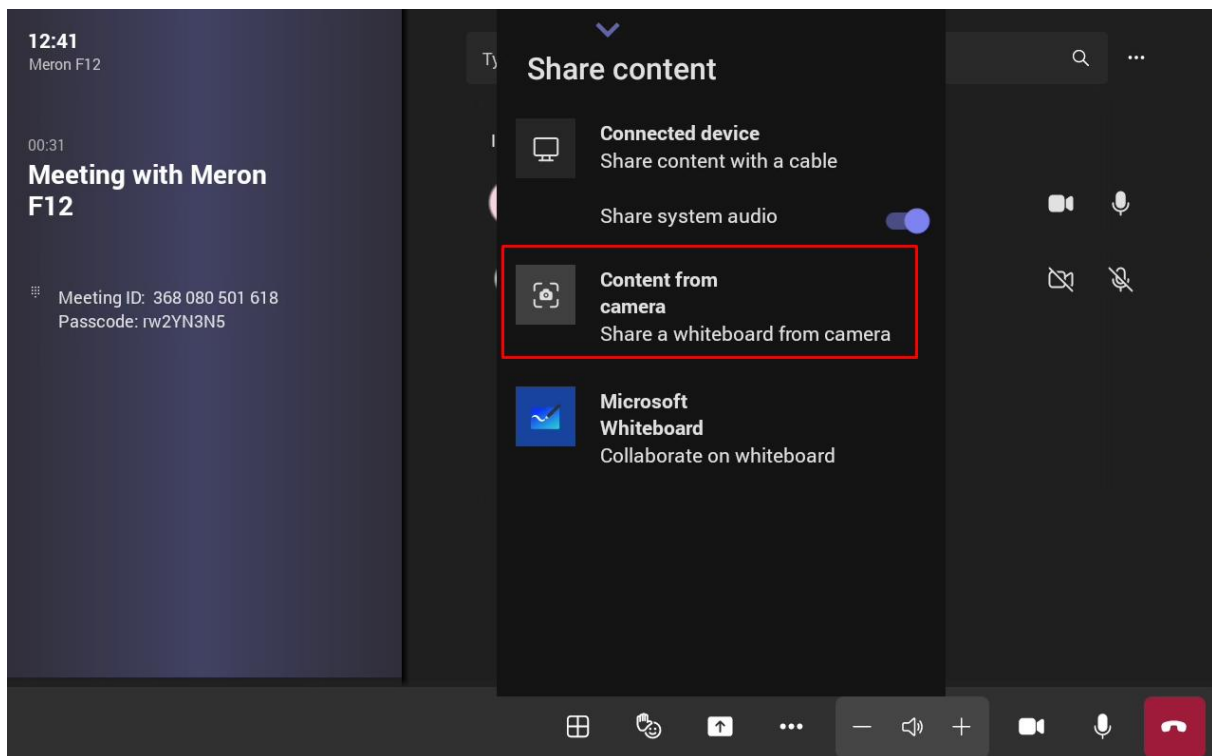 12:41
Meron F12
00:31
Meeting with Meron
F12
Meeting ID: 368 080 501 618
Passcode: rw2YN3N5
Ty
Share content
Connected device
Share content with a cable
Share system audio
Content from
camera
Share a whiteboard from camera
Microsoft
Whiteboard
Collaborate on whiteboard